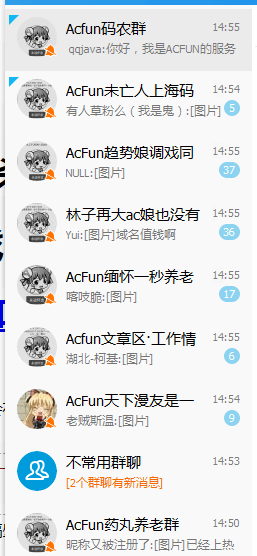 Acfun码农群 14:55
qqjava:你好，我是ACFUN的服务
AcFun未亡人上海码 14:54
有人草粉么（我是鬼）:[图片] 5
AcFun趋势娘调戏同 14:55
NULL:[图片] 37
林子再大ac娘也没有 14:55
Yui:[图片]域名值钱啊 36
AcFun缅怀一秒养老 14:55
喀吱脆:[图片] 17
Acfun文章区·工作情 14:55
湖北-柯基:[图片] 6
AcFun天下漫友是一 14:54
老贼斯温:[图片] 9
不常用群聊 14:53
[2个群聊有新消息]
AcFun药丸养老群 14:50
昵称又被注册了:[图片]已经上热